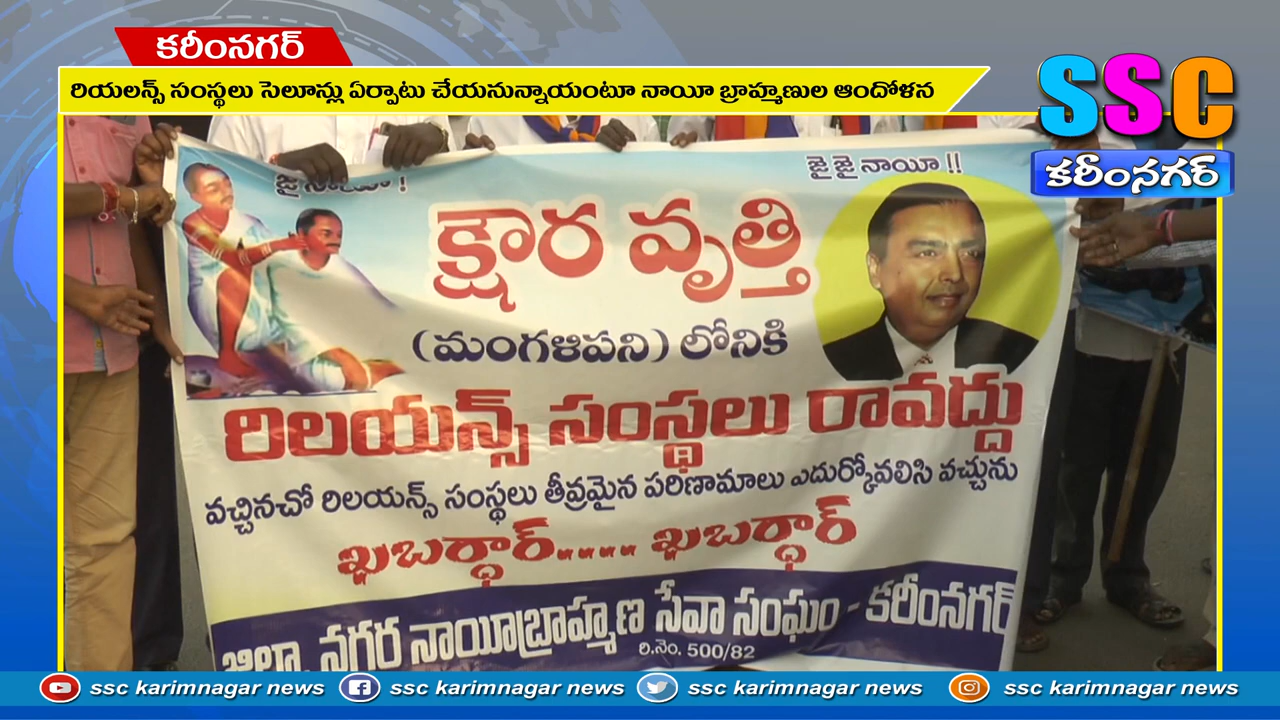 కరీంనగర్
రియలన్స్ సంస్థలు సెలూన్లు ఏర్పాటు చేయనున్నాయంటూ నాయీ బ్రాహ్మణుల ఆందోళన
SSC
కరీంనగర్
జై నాయీ !
జై జై నాయీ !!
క్షౌర వృత్తి
(మంగళిపని) లోనికి
రిలయన్స్ సంస్థలు రావద్దు
వచ్చినచో రిలయన్స్ సంస్థలు తీవ్రమైన పరిణామాలు ఎదుర్కోవలిసి వచ్చును
ఖబర్ధార్.... ఖబర్ధార్
జిల్లా, నగర నాయీబ్రాహ్మణ సేవా సంఘం - కరీంనగర్
రి.నెం. 500/82
ssc karimnagar news ssc karimnagar news ssc karimnagar news ssc karimnagar news